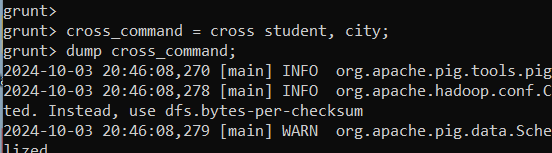 grunt>
grunt> cross_command = cross student, city;
grunt> dump cross_command;
2024-10-03 20:46:08,270 [main] INFO  org.apache.pig.tools.pig
2024-10-03 20:46:08,278 [main] INFO  org.apache.hadoop.conf.C
ted. Instead, use dfs.bytes-per-checksum
2024-10-03 20:46:08,279 [main] WARN  org.apache.pig.data.Sche
lized